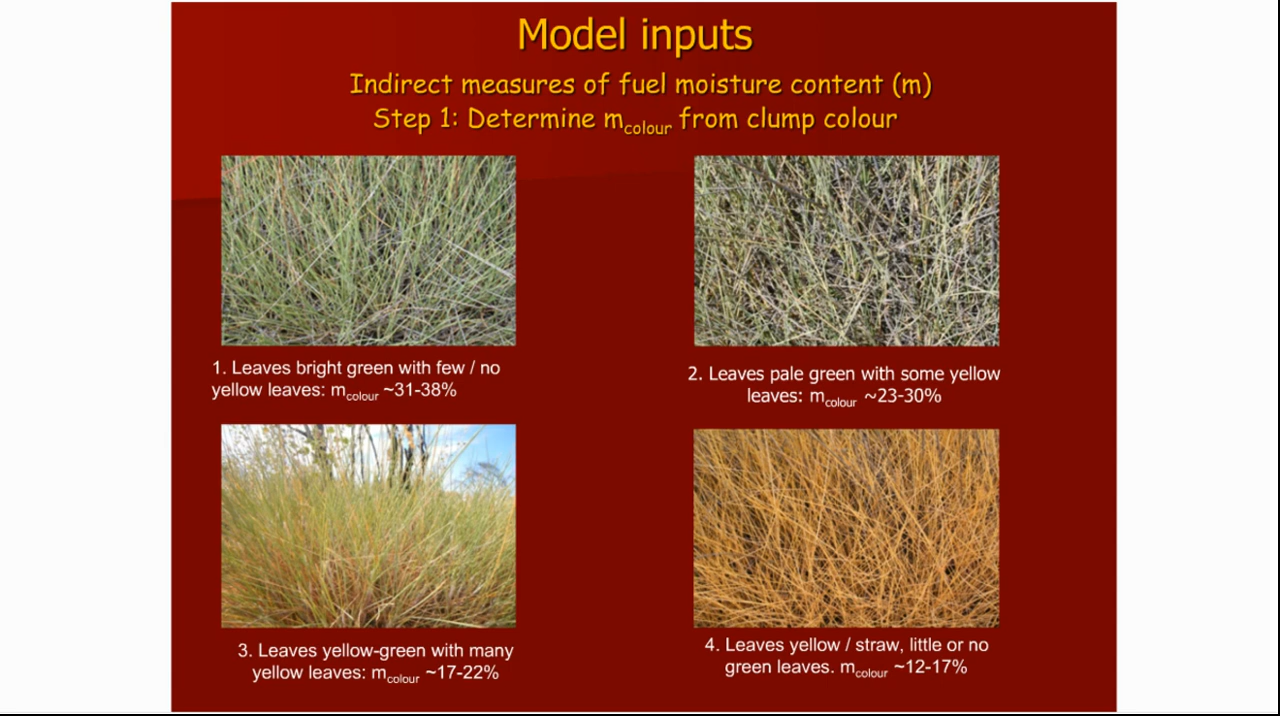 Model inputs
Indirect measures of fuel moisture content (m)
Step 1: Determine mcolour from clump colour
1. Leaves bright green with few / no
yellow leaves: mcolour ~31-38%
2. Leaves pale green with some yellow
leaves: mcolour ~23-30%
3. Leaves yellow-green with many
yellow leaves: mcolour ~17-22%
4. Leaves yellow / straw, little or no
green leaves. mcolour ~12-17%